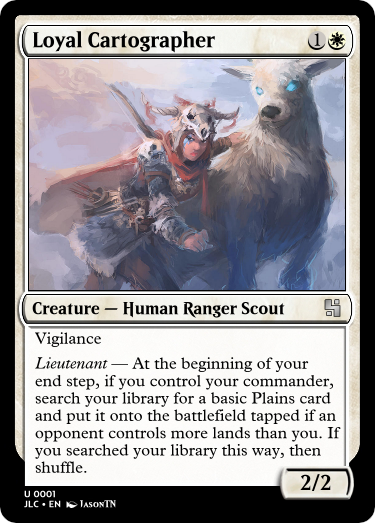 Loyal Cartographer 1
Creature — Human Ranger Scout
Vigilance
Lieutenant — At the beginning of your
end step, if you control your commander,
search your library for a basic Plains card
and put it onto the battlefield tapped if an
opponent controls more lands than you. If
you searched your library this way, then
shuffle.
2/2
U 0001
JLC • EN JASONTN